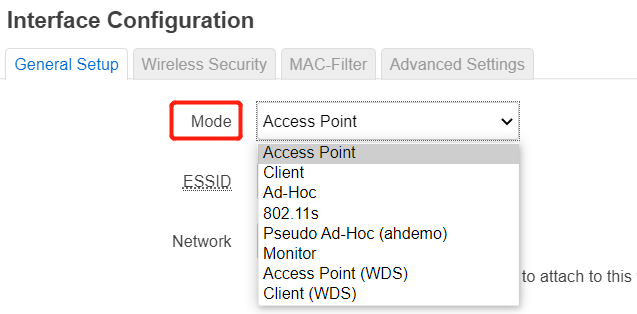 Interface Configuration
General Setup Wireless Security MAC-Filter Advanced Settings
Mode Access Point
Access Point
Client
ESSID
Ad-Hoc
802.11s
Pseudo Ad-Hoc (ahdemo)
Network
Monitor
Access Point (WDS)
to attach to this
Client (WDS)